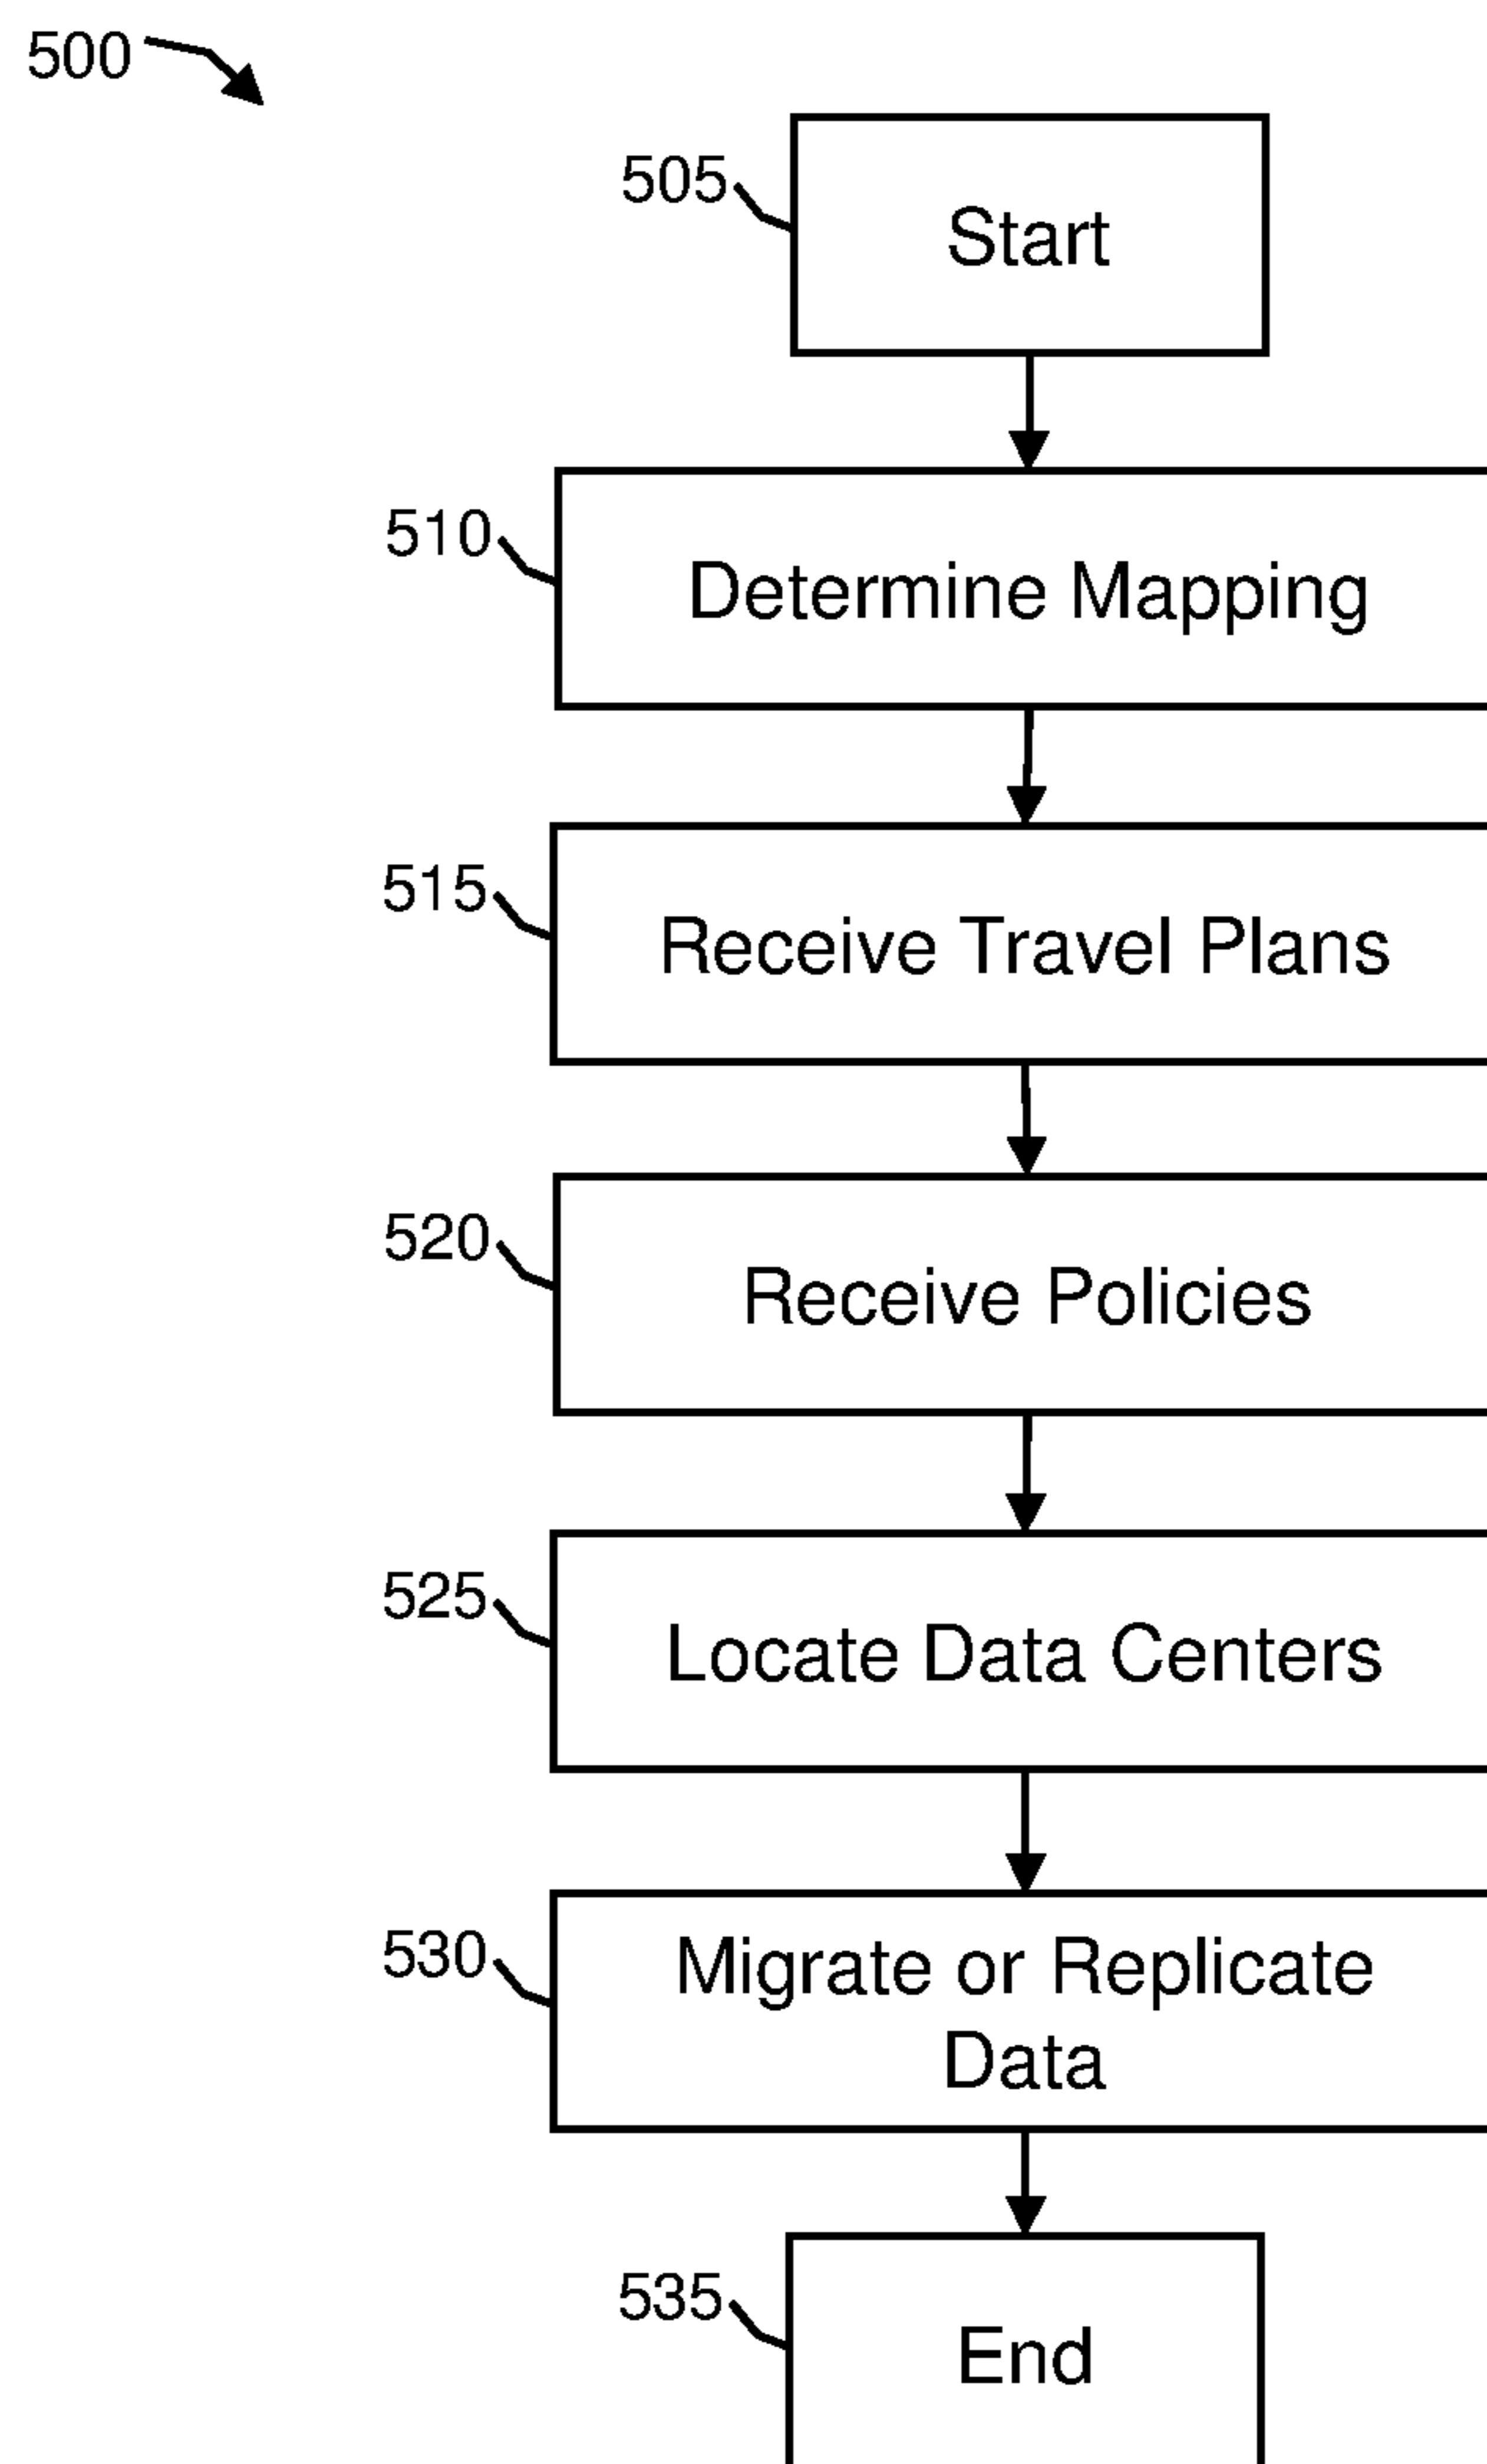 500
505
Start
510
Determine Mapping
515
Receive Travel Plans
520
Receive Policies
525
Locate Data Centers
530
Migrate or Replicate
Data
535
End